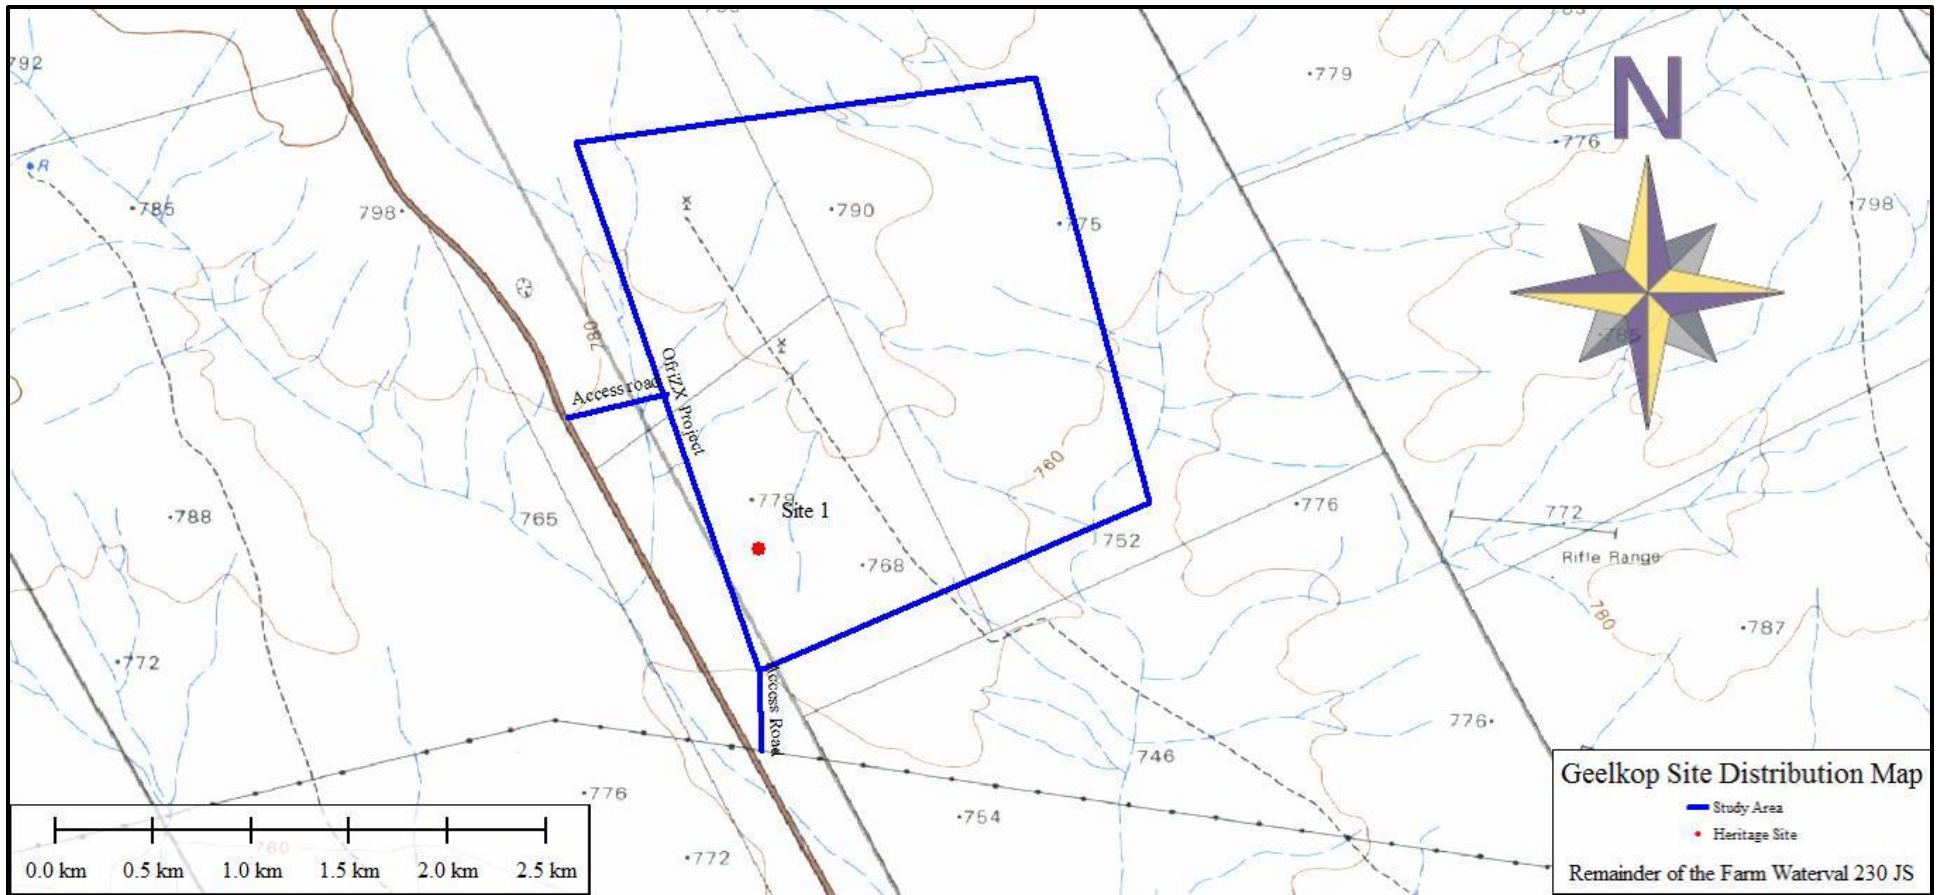 783
792
779
N
776
R
785
798
790
775
798
780
785
OfriZX Project
Access road
760
779
Site 1
776
772
788
765
752
Rifle Range
768
780
787
772
776
746
Access Road
Geelkop Site Distribution Map
Study Area
Heritage Site
Remainder of the Farm Waterval 230 JS
776
754
772
760
0.0 km 0.5 km 1.0 km 1.5 km 2.0 km 2.5 km